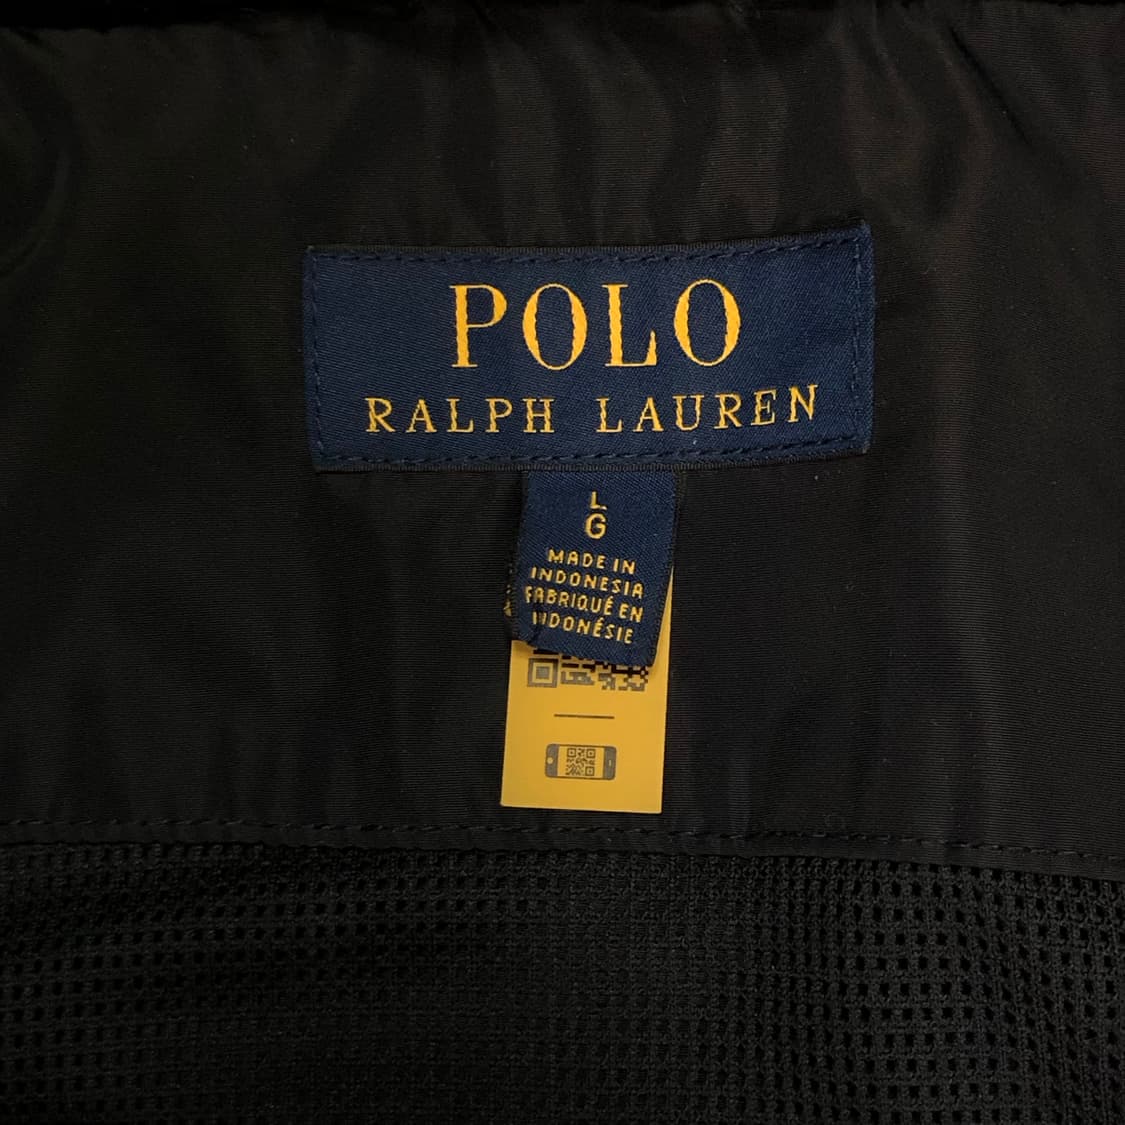 POLO
RALPH LAUREN
L
G
MADE IN
INDONESIA
FABRIQUÉ EN
INDONÉSIE